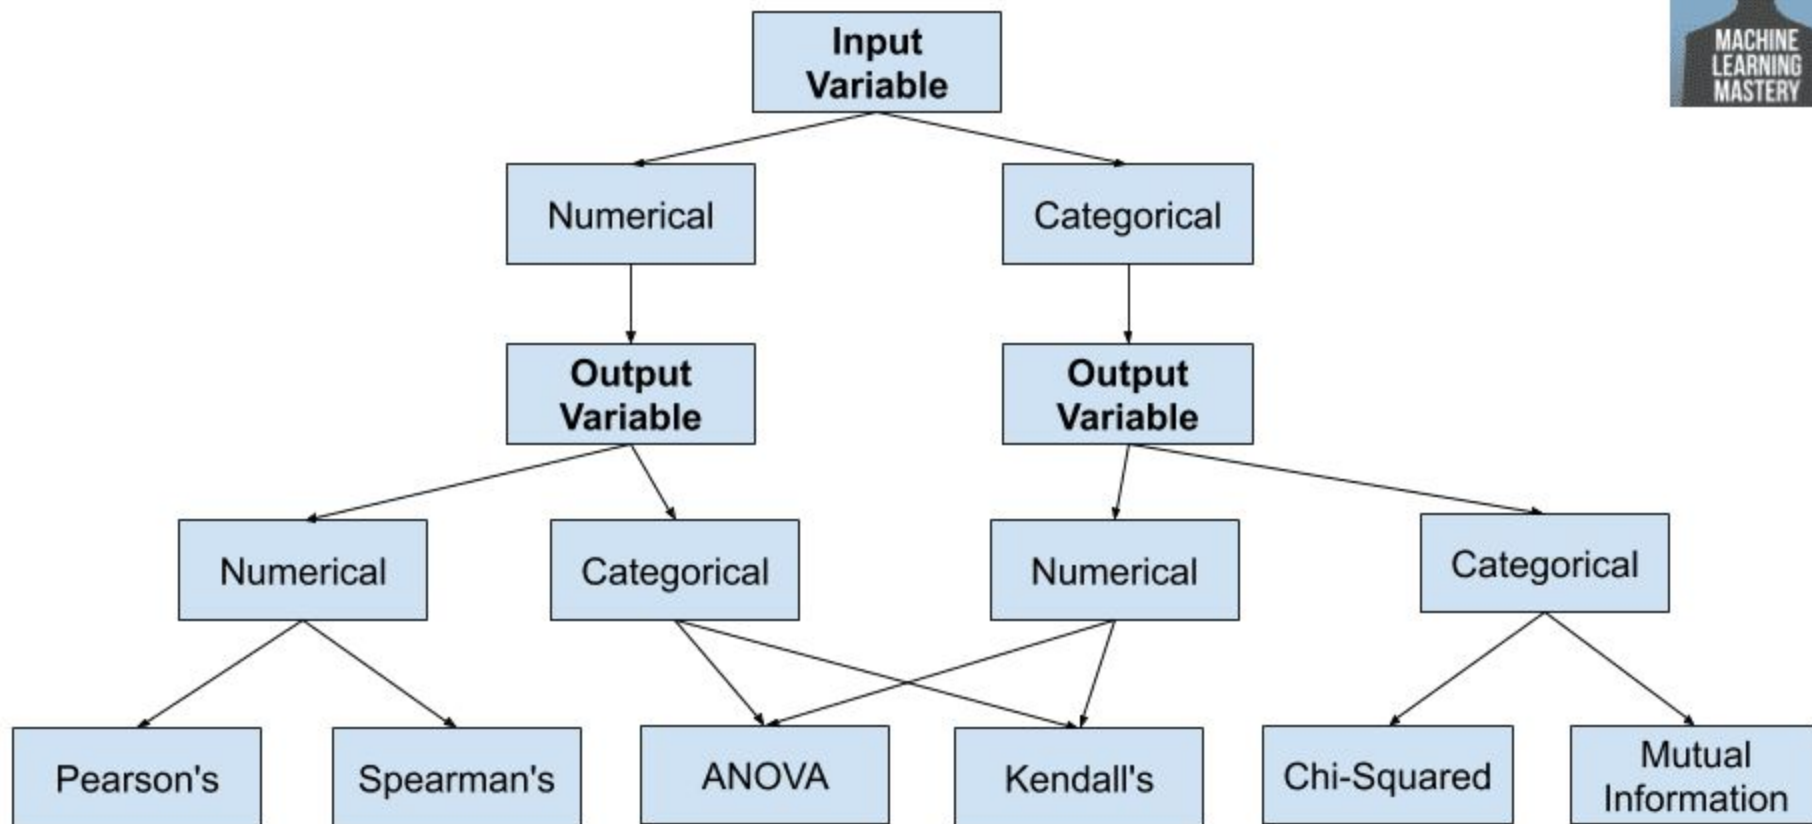 Input
Variable
MACHINE
LEARNING
MASTERY
Numerical
Categorical
Output
Variable
Output
Variable
Numerical
Categorical
Numerical
Categorical
Pearson's
Spearman's
ANOVA
Kendall's
Chi-Squared
Mutual
Information